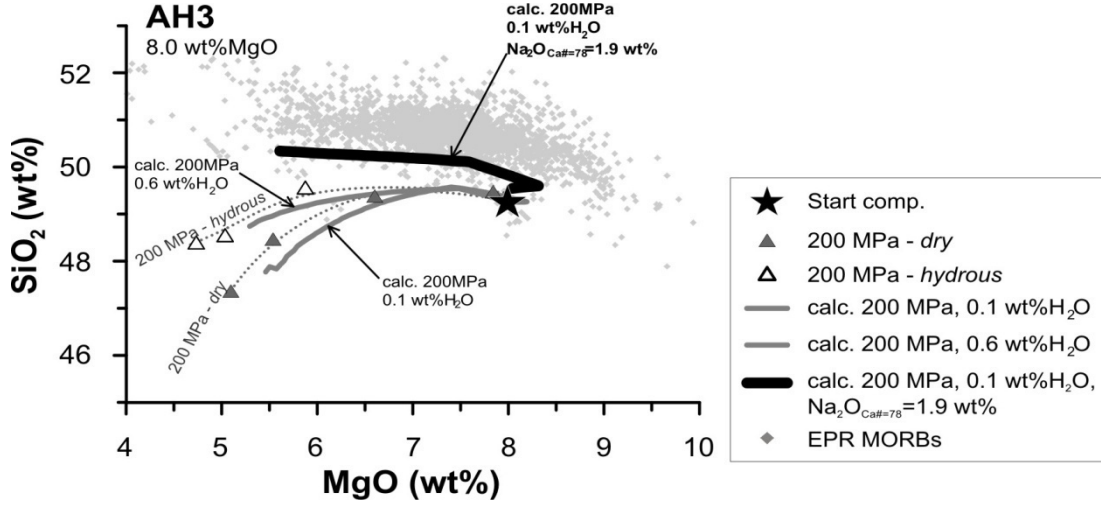 AH3
8.0 wt%MgO
calc. 200MPa
0.1 wt%H₂O
Na₂O Ca#=78=1.9 wt%
SiO₂ (wt%)
52
50
48
46
calc. 200MPa
0.6 wt%H₂O
200 MPa - hydrous
200 MPa - dry
calc. 200MPa
0.1 wt%H₂O
4
5
6
7
8
9
10
MgO (wt%)
Start comp.
200 MPa - dry
200 MPa - hydrous
calc. 200 MPa, 0.1 wt%H₂O
calc. 200 MPa, 0.6 wt%H₂O
calc. 200 MPa, 0.1 wt%H₂O,
Na₂O Ca#=78=1.9 wt%
EPR MORBs